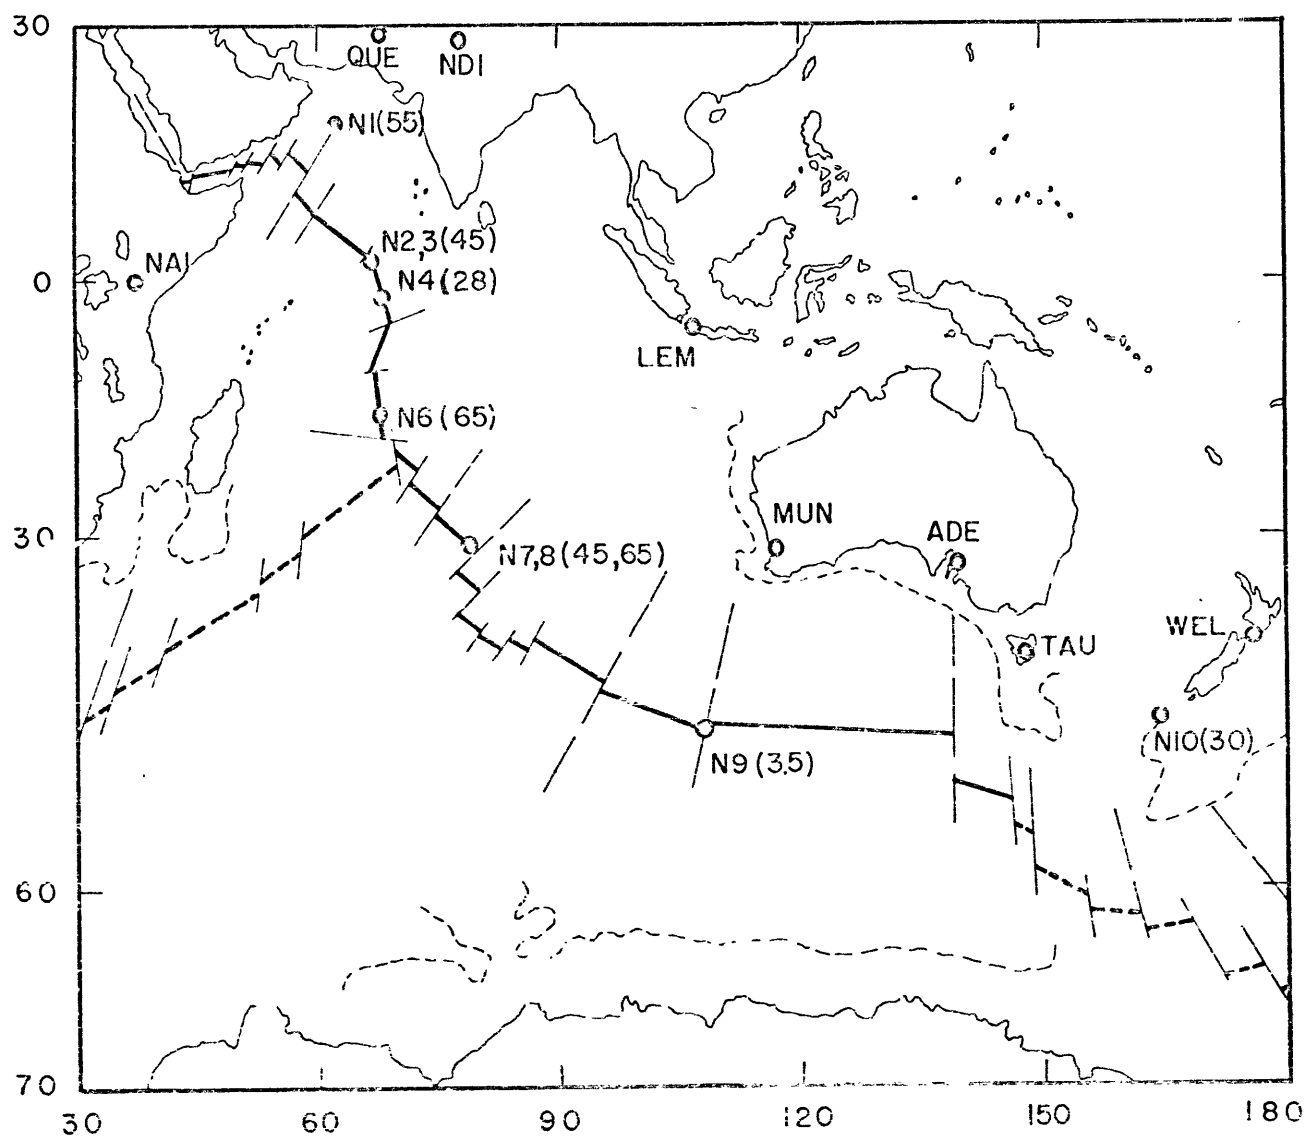 30
QUE
NDI
N1(55)
N2,3(45)
NAI
N4(28)
0
LEM
N6(65)
MUN
ADE
30
N7,8(45,65)
WEL
TAU
N10(30)
N9(3.5)
60
70
30
60
90
120
150
180